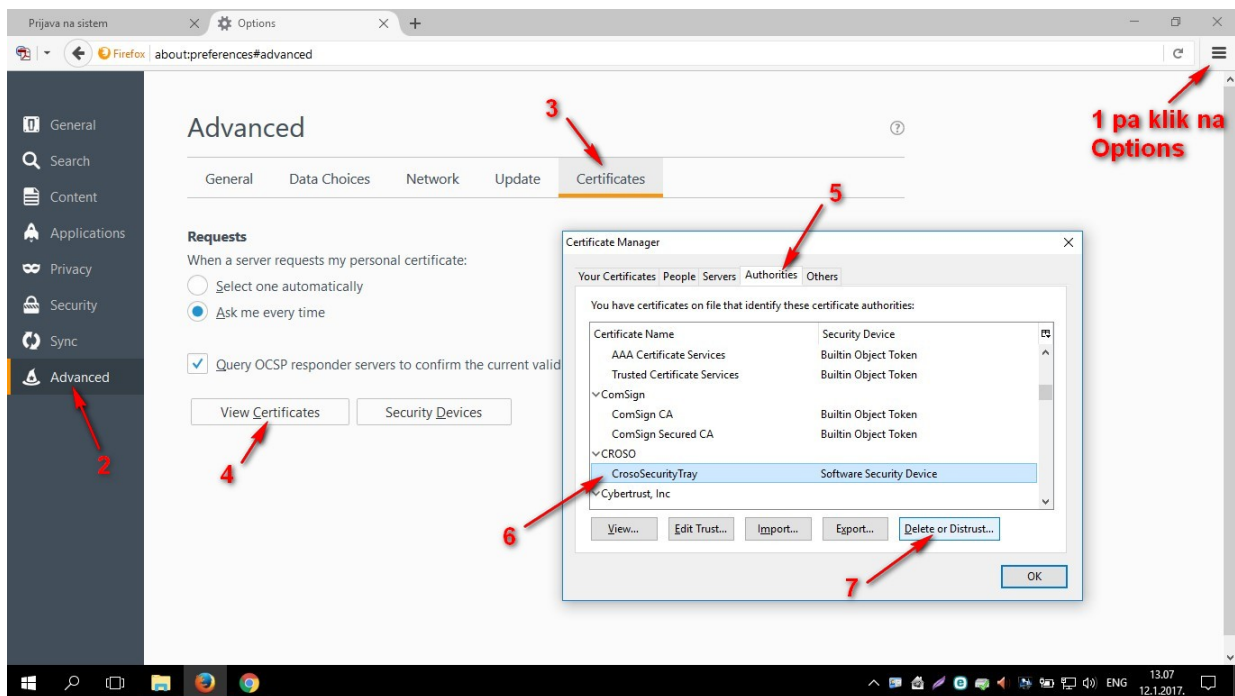 Prijava na sistem
Options
Firefox
about:preferences#advanced
1 pa klik na
Options
General
Search
Content
Applications
Privacy
Security
Sync
Advanced
2
Advanced
?
3
General Data Choices Network Update Certificates
Requests
When a server requests my personal certificate:
Select one automatically
Ask me every time
Query OCSP responder servers to confirm the current valid
View Certificates Security Devices
4
5
Certificate Manager
Your Certificates People Servers Authorities Others
You have certificates on file that identify these certificate authorities:
Certificate Name Security Device
AAA Certificate Services Builtin Object Token
Trusted Certificate Services Builtin Object Token
ComSign
ComSign CA Builtin Object Token
ComSign Secured CA Builtin Object Token
CROSO
CrosoSecurityTray Software Security Device
Cybertrust, Inc
6
View... Edit Trust... Import... Export... Delete or Distrust...
7
OK
ENG
13.07
12.1.2017.